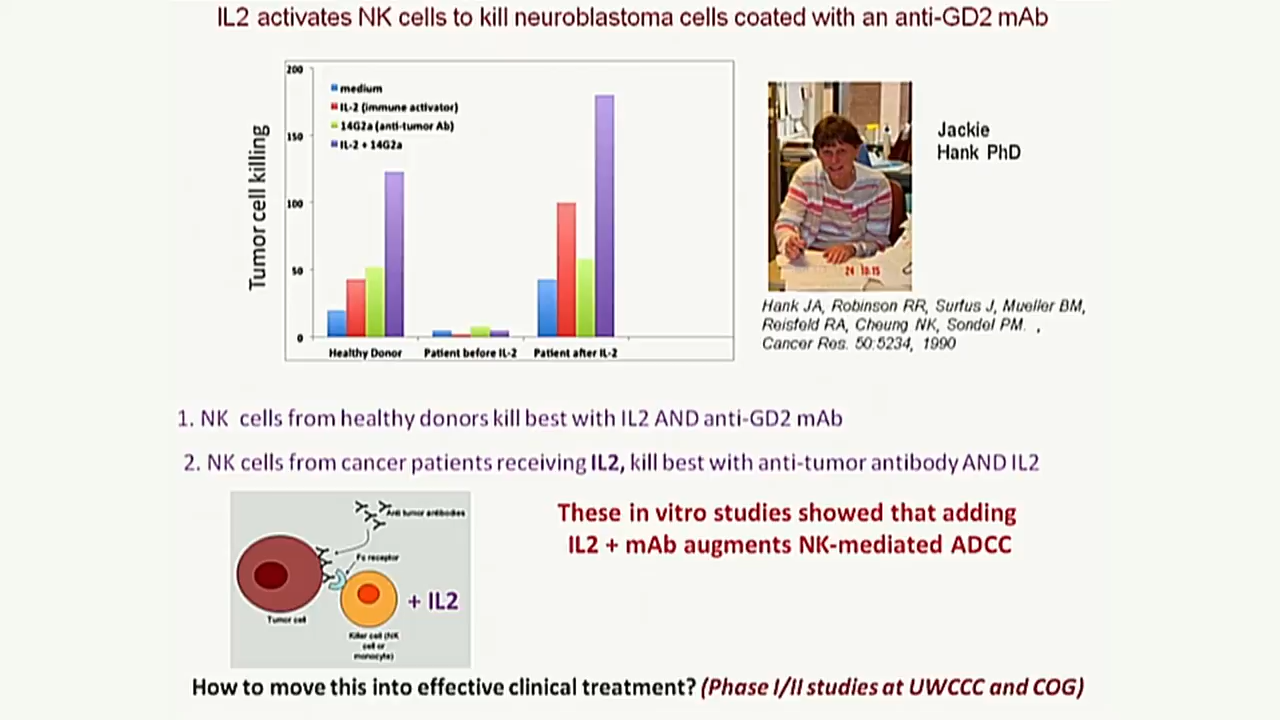 IL2 activates NK cells to kill neuroblastoma cells coated with an anti-GD2 mAb
Tumor cell killing
200
150
100
50
0
medium
IL-2 (immune activator)
14G2a (anti-tumor Ab)
IL-2 + 14G2a
Healthy Donor
Patient before IL-2
Patient after IL-2
24 10:15
Jackie
Hank PhD
Hank JA, Robinson RR, Surfus J, Mueller BM,
Reisfeld RA, Cheung NK, Sondel PM. ,
Cancer Res. 50:5234, 1990
1. NK cells from healthy donors kill best with IL2 AND anti-GD2 mAb
2. NK cells from cancer patients receiving IL2, kill best with anti-tumor antibody AND IL2
Anti tumor antibodies
Fc receptor
+ IL2
Tumor cell
Killer cell (NK
cell or
monocyte)
These in vitro studies showed that adding
IL2 + mAb augments NK-mediated ADCC
How to move this into effective clinical treatment? (Phase I/II studies at UWCCC and COG)